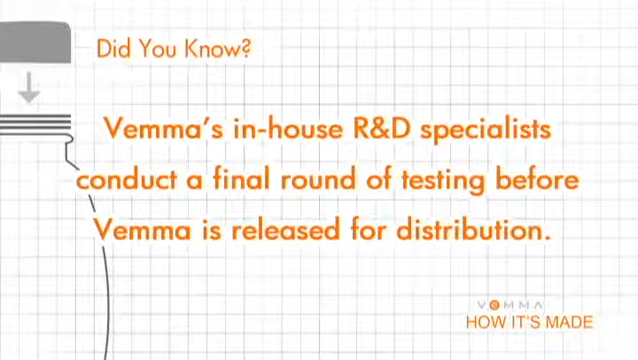 Did You Know?
Vemma's in-house R&D specialists
conduct a final round of testing before
Vemma is released for distribution.
VEMMA
HOW IT'S MADE